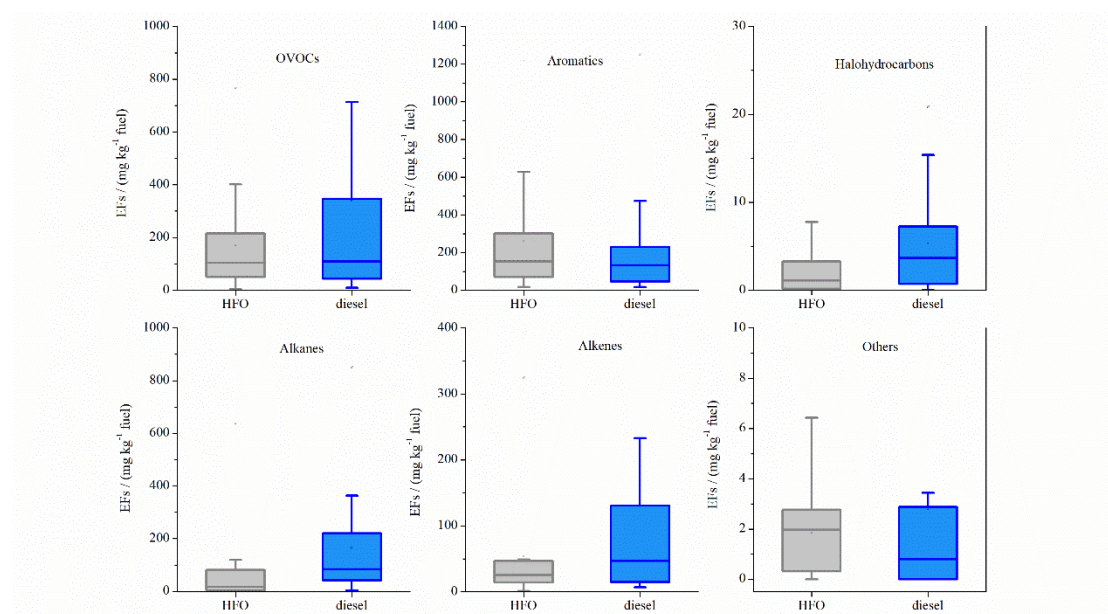 OVOCs
EFs / (mg kg⁻¹ fuel)
1000
800
600
400
200
0
HFO
diesel
Aromatics
EFs / (mg kg⁻¹ fuel)
1400
1200
1000
800
600
400
200
0
HFO
diesel
Halohydrocarbons
EFs / (mg kg⁻¹ fuel)
30
20
10
0
HFO
diesel
Alkanes
EFs / (mg kg⁻¹ fuel)
1000
800
600
400
200
0
HFO
diesel
Alkenes
EFs / (mg kg⁻¹ fuel)
400
300
200
100
0
HFO
diesel
Others
EFs / (mg kg⁻¹ fuel)
10
8
6
4
2
0
HFO
diesel